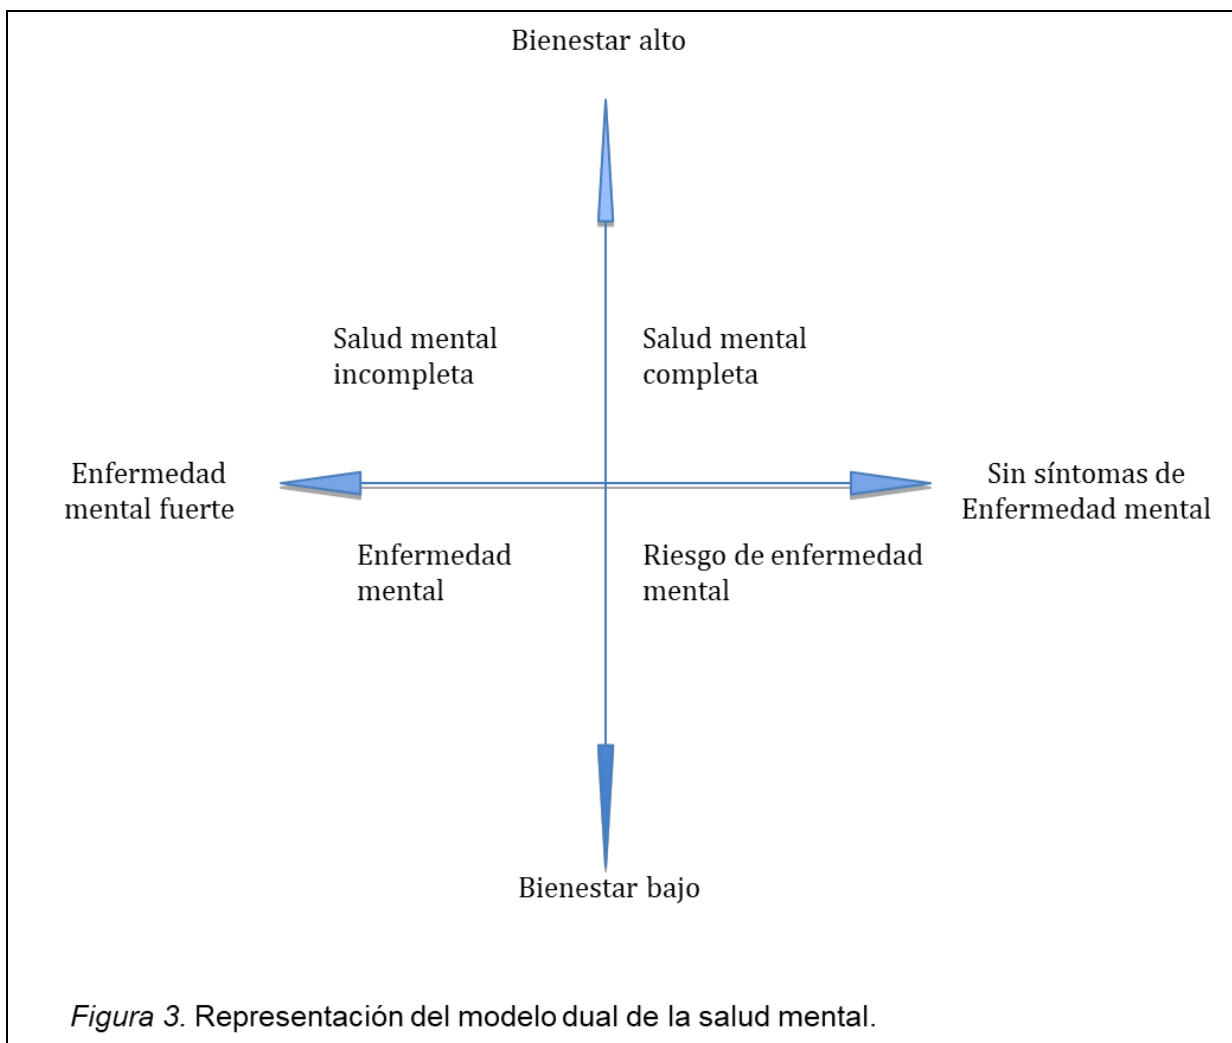 Bienestar alto
Salud mental
incompleta
Salud mental
completa
Enfermedad
mental fuerte
Sin síntomas de
Enfermedad mental
Enfermedad
mental
Riesgo de enfermedad
mental
Bienestar bajo
Figura 3. Representación del modelo dual de la salud mental.